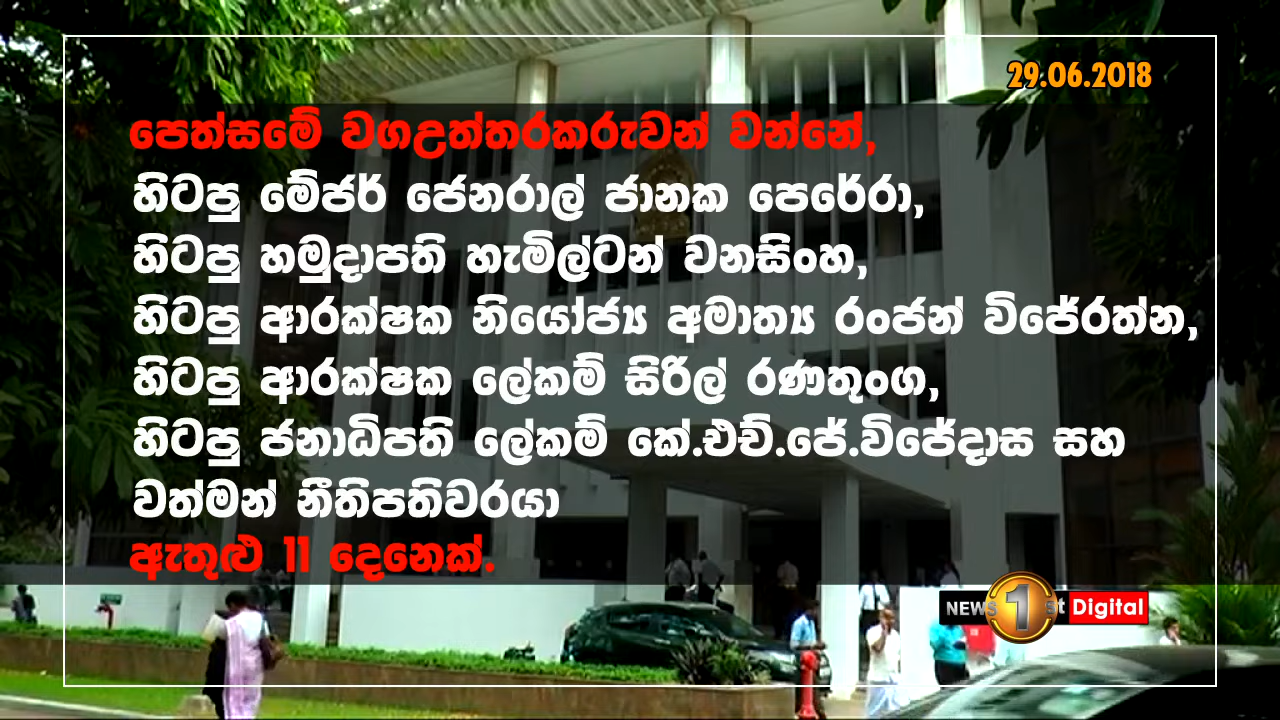 29.06.2018
පෙත්සමේ වගඋත්තරකරුවන් වන්නේ,
හිටපු මේජර් ජෙනරාල් ජානක පෙරේරා,
හිටපු හමුදාපති හැමිල්ටන් වනසිංහ,
හිටපු ආරක්ෂක නියෝජ්‍ය අමාත්‍ය රංජන් විජේරත්න,
හිටපු ආරක්ෂක ලේකම් සිරිල් රණතුංග,
හිටපු ජනාධිපති ලේකම් කේ.එච්.ජේ.විජේදාස සහ
වත්මන් නීතිපතිවරයා
ඇතුළු 11 දෙනෙක්.
NEWS 1st Digital